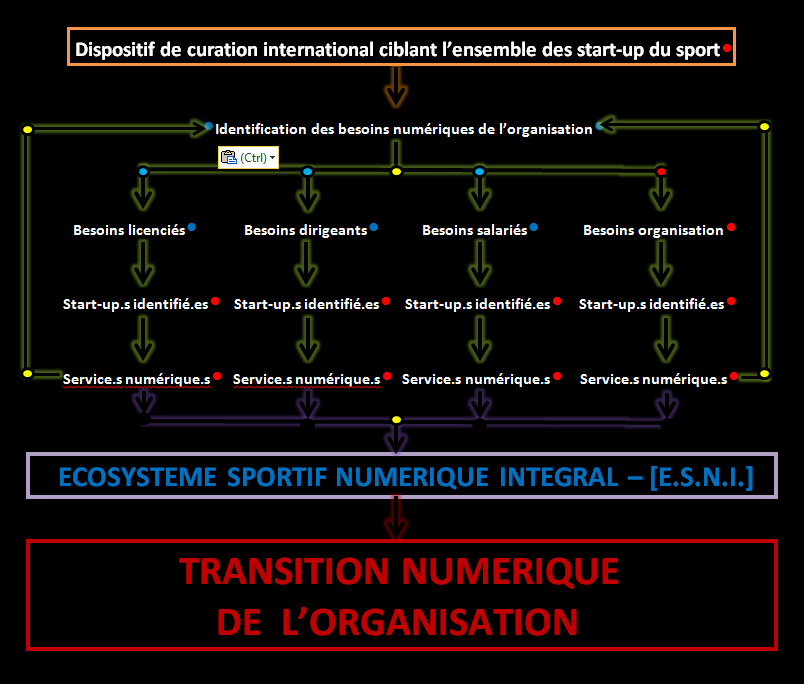 Dispositif de curation international ciblant l'ensemble des start-up du sport
Identification des besoins numériques de l'organisation
(Ctrl)
Besoins licenciés Besoins dirigeants Besoins salariés Besoins organisation
Start-up.s identifié.es Start-up.s identifié.es Start-up.s identifié.es Start-up.s identifié.es
Service.s numérique.s Service.s numérique.s Service.s numérique.s Service.s numérique.s
ECOSYSTEME SPORTIF NUMERIQUE INTEGRAL – [E.S.N.I.]
TRANSITION NUMERIQUE
DE L'ORGANISATION